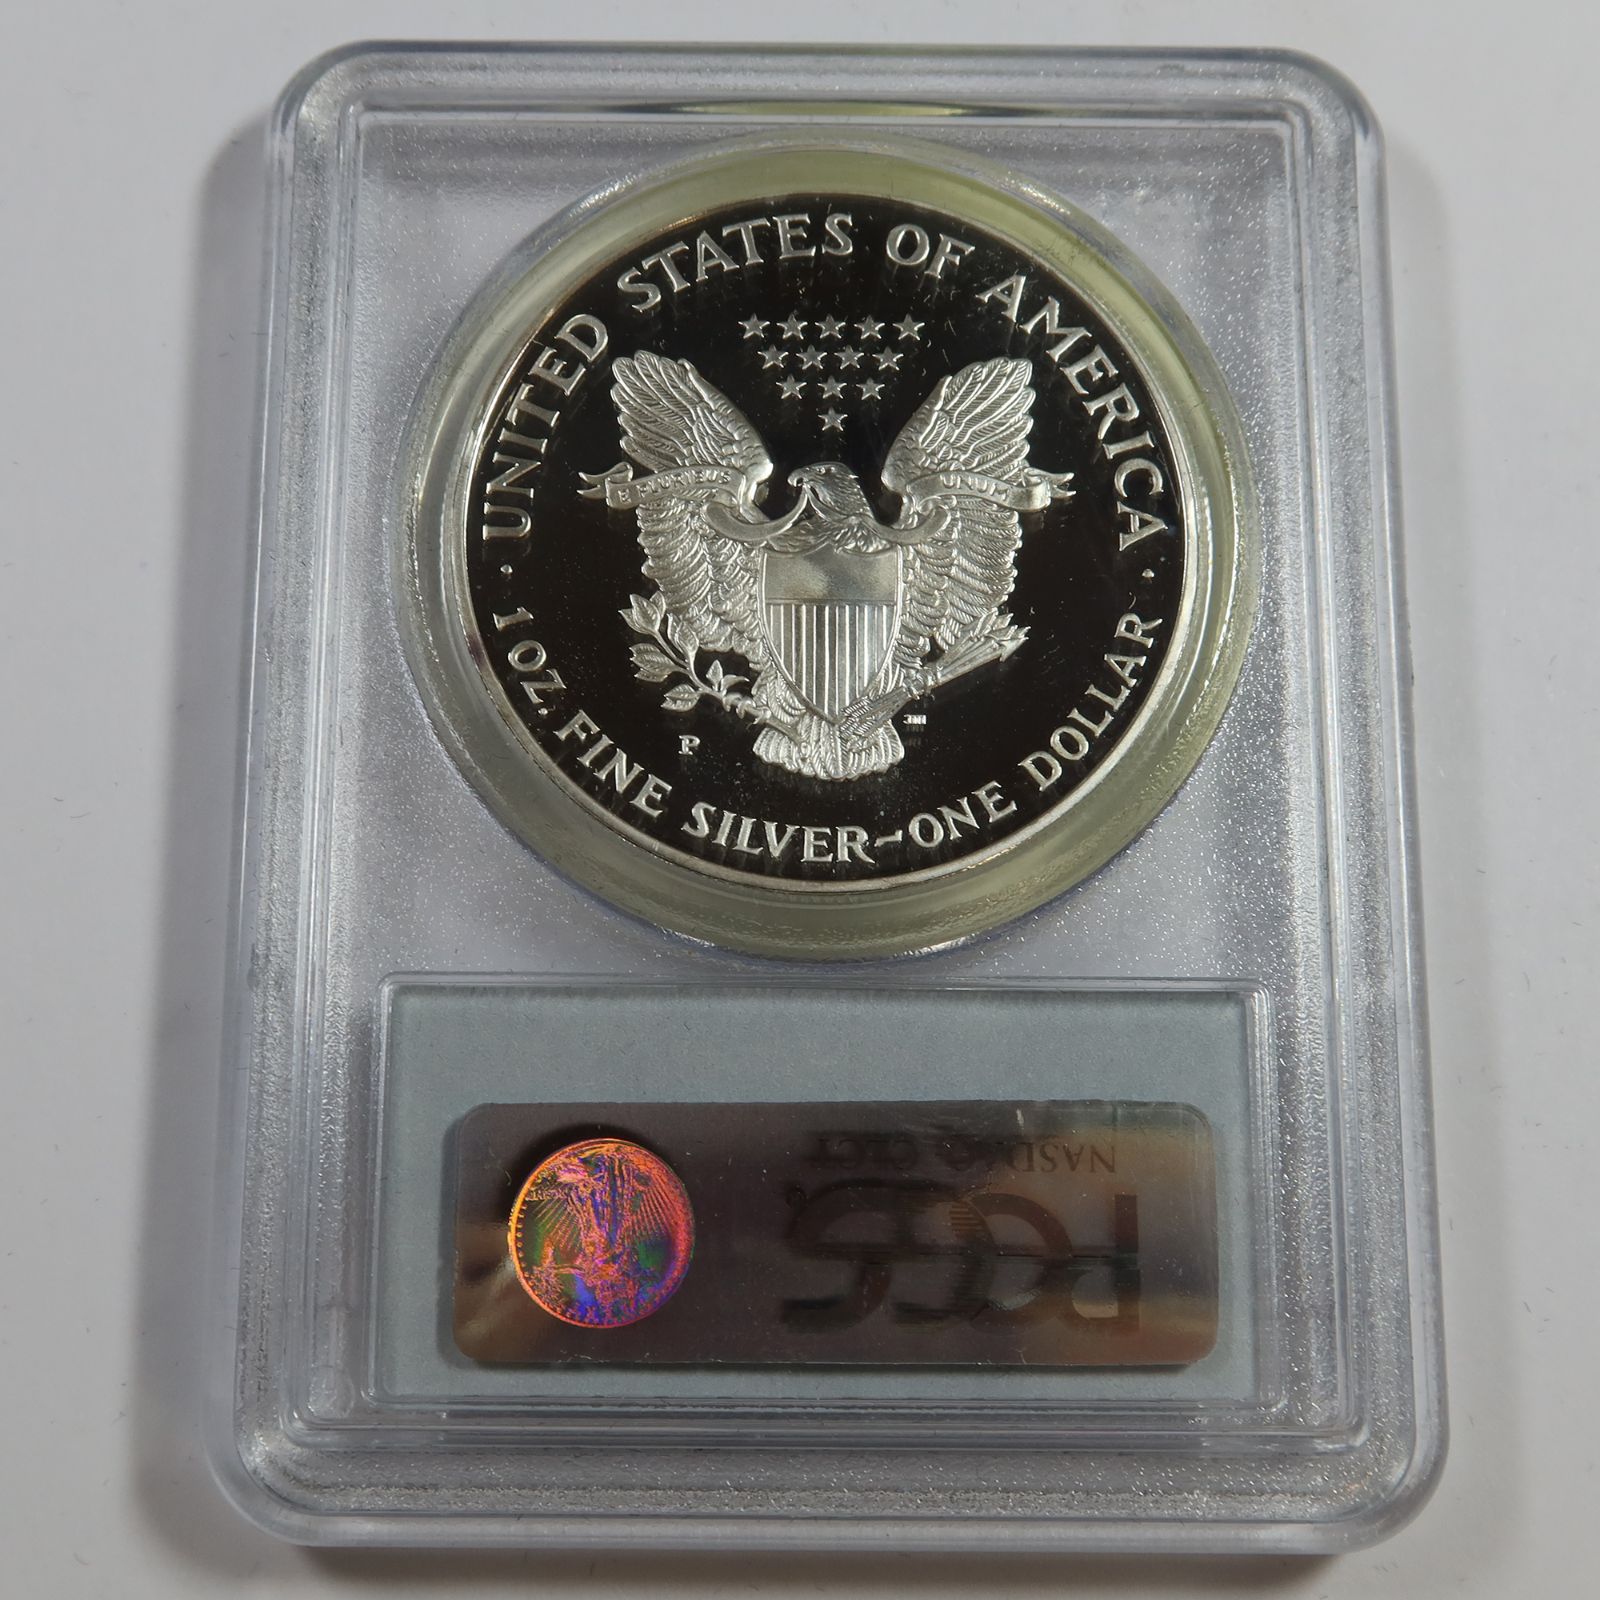 · UNITED STATES OF AMERICA ·
E PLURIBUS UNUM
P
1 OZ. FINE SILVER~ONE DOLLAR
NASDAQ: CLCT
PCGS